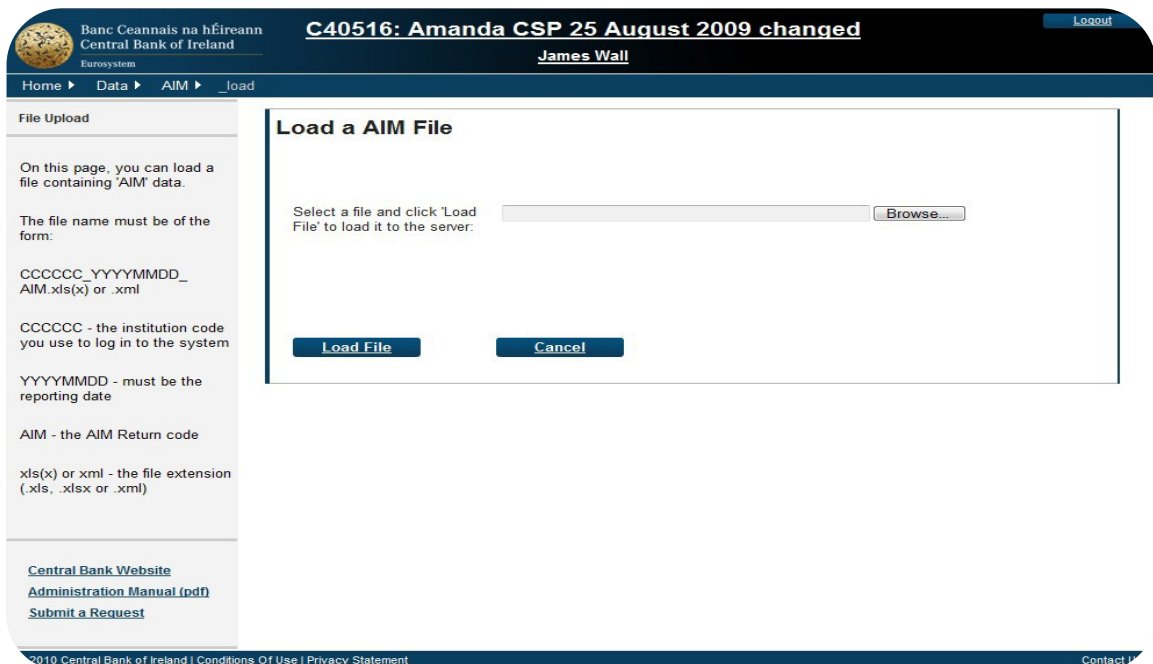 Banc Ceannais na hÉireann
Central Bank of Ireland
Eurosystem
C40516: Amanda CSP 25 August 2009 changed
James Wall
Logout
Home Data AIM _load
File Upload
On this page, you can load a
file containing 'AIM' data.
The file name must be of the
form:
CCCCCC_YYYYMMDD_
AIM.xls(x) or .xml
CCCCCC - the institution code
you use to log in to the system
YYYYMMDD - must be the
reporting date
AIM - the AIM Return code
xls(x) or xml - the file extension
(.xls, .xlsx or .xml)
Central Bank Website
Administration Manual (pdf)
Submit a Request
Load a AIM File
Select a file and click 'Load
File' to load it to the server:
Browse...
Load File
Cancel
2010 Central Bank of Ireland | Conditions Of Use | Privacy Statement
Contact